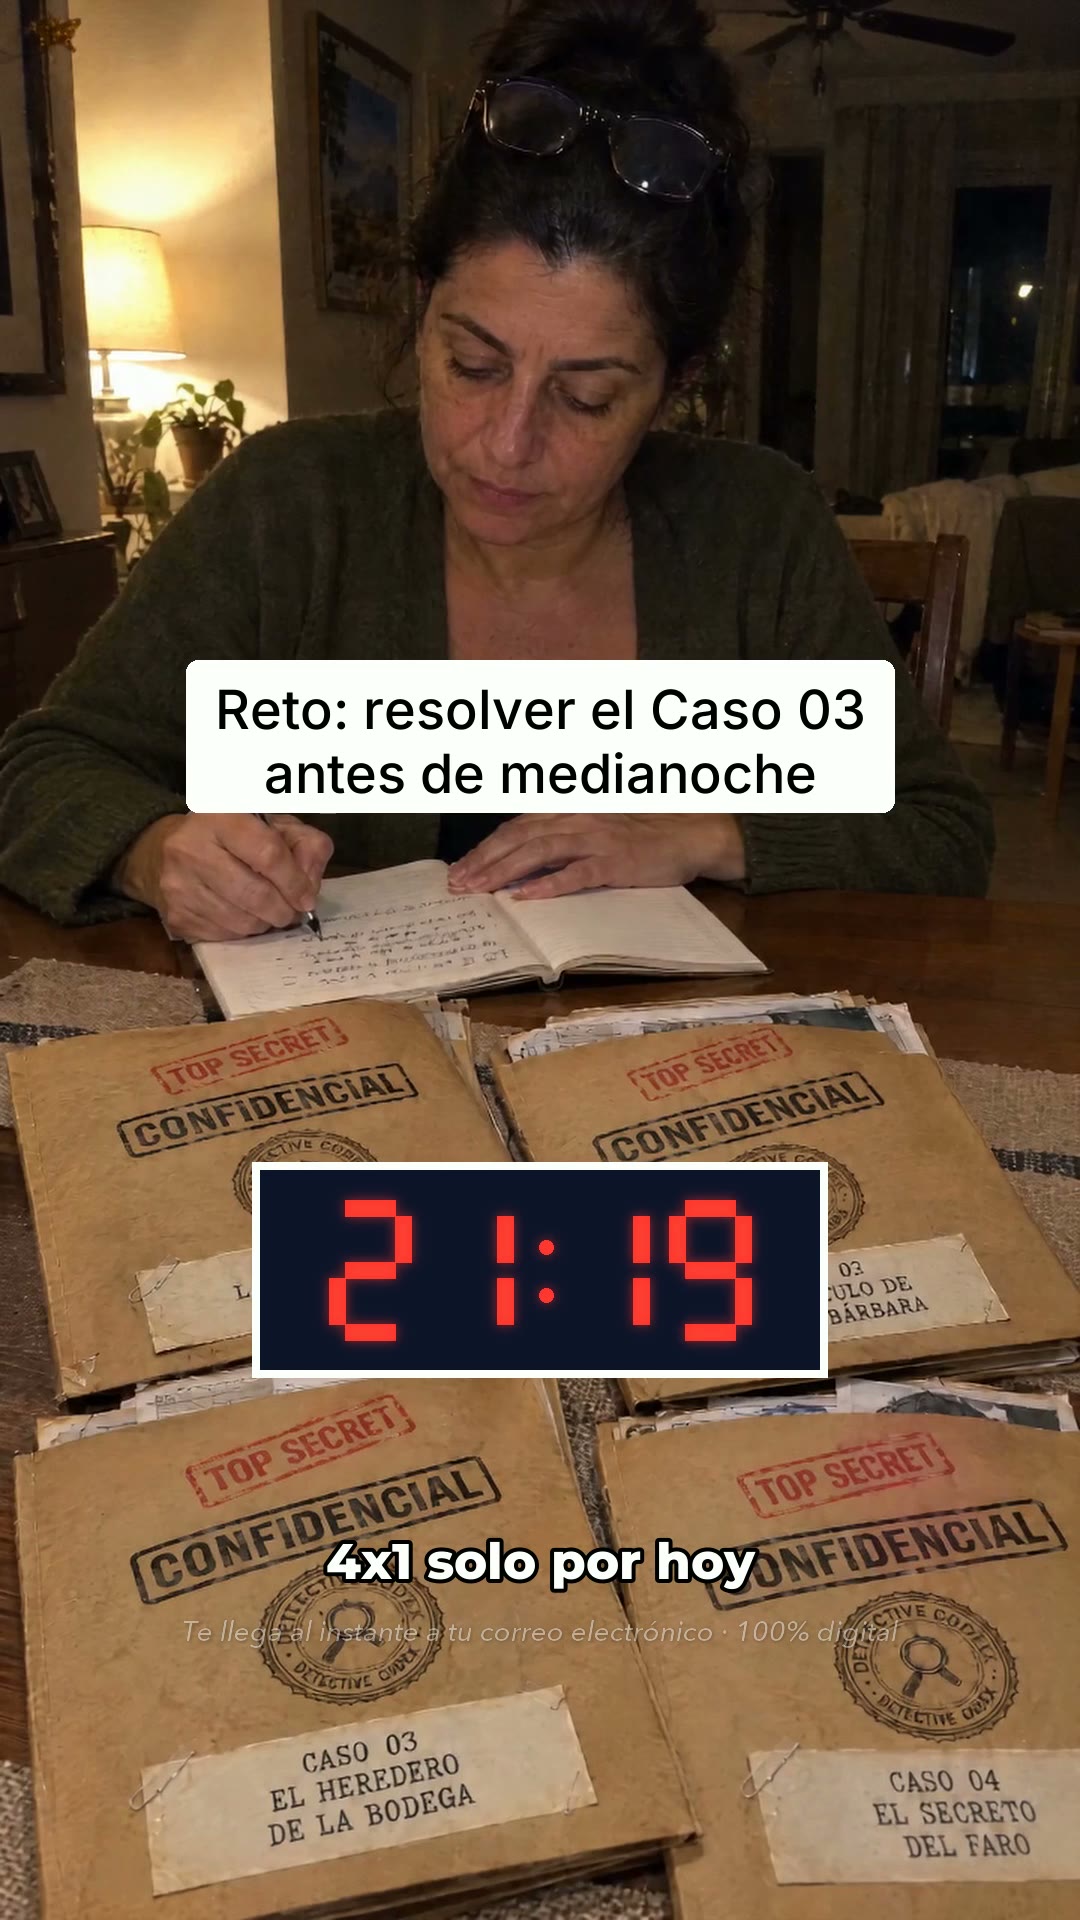 Reto: resolver el Caso 03
antes de medianoche
TOP SECRET
CONFIDENCIAL
TOP SECRET
CONFIDENCIAL
03
BÁRBARA
21:19
TOP SECRET
CONFIDENCIAL
TOP SECRET
4x1 solo por hoy
Te llega al instante a tu correo electrónico · 100% digital
DETECTIVE
CASO 03
EL HEREDERO
DE LA BODEGA
DETECTIVE
DETECTIVE
CASO 04
EL SECRETO
DEL FARO